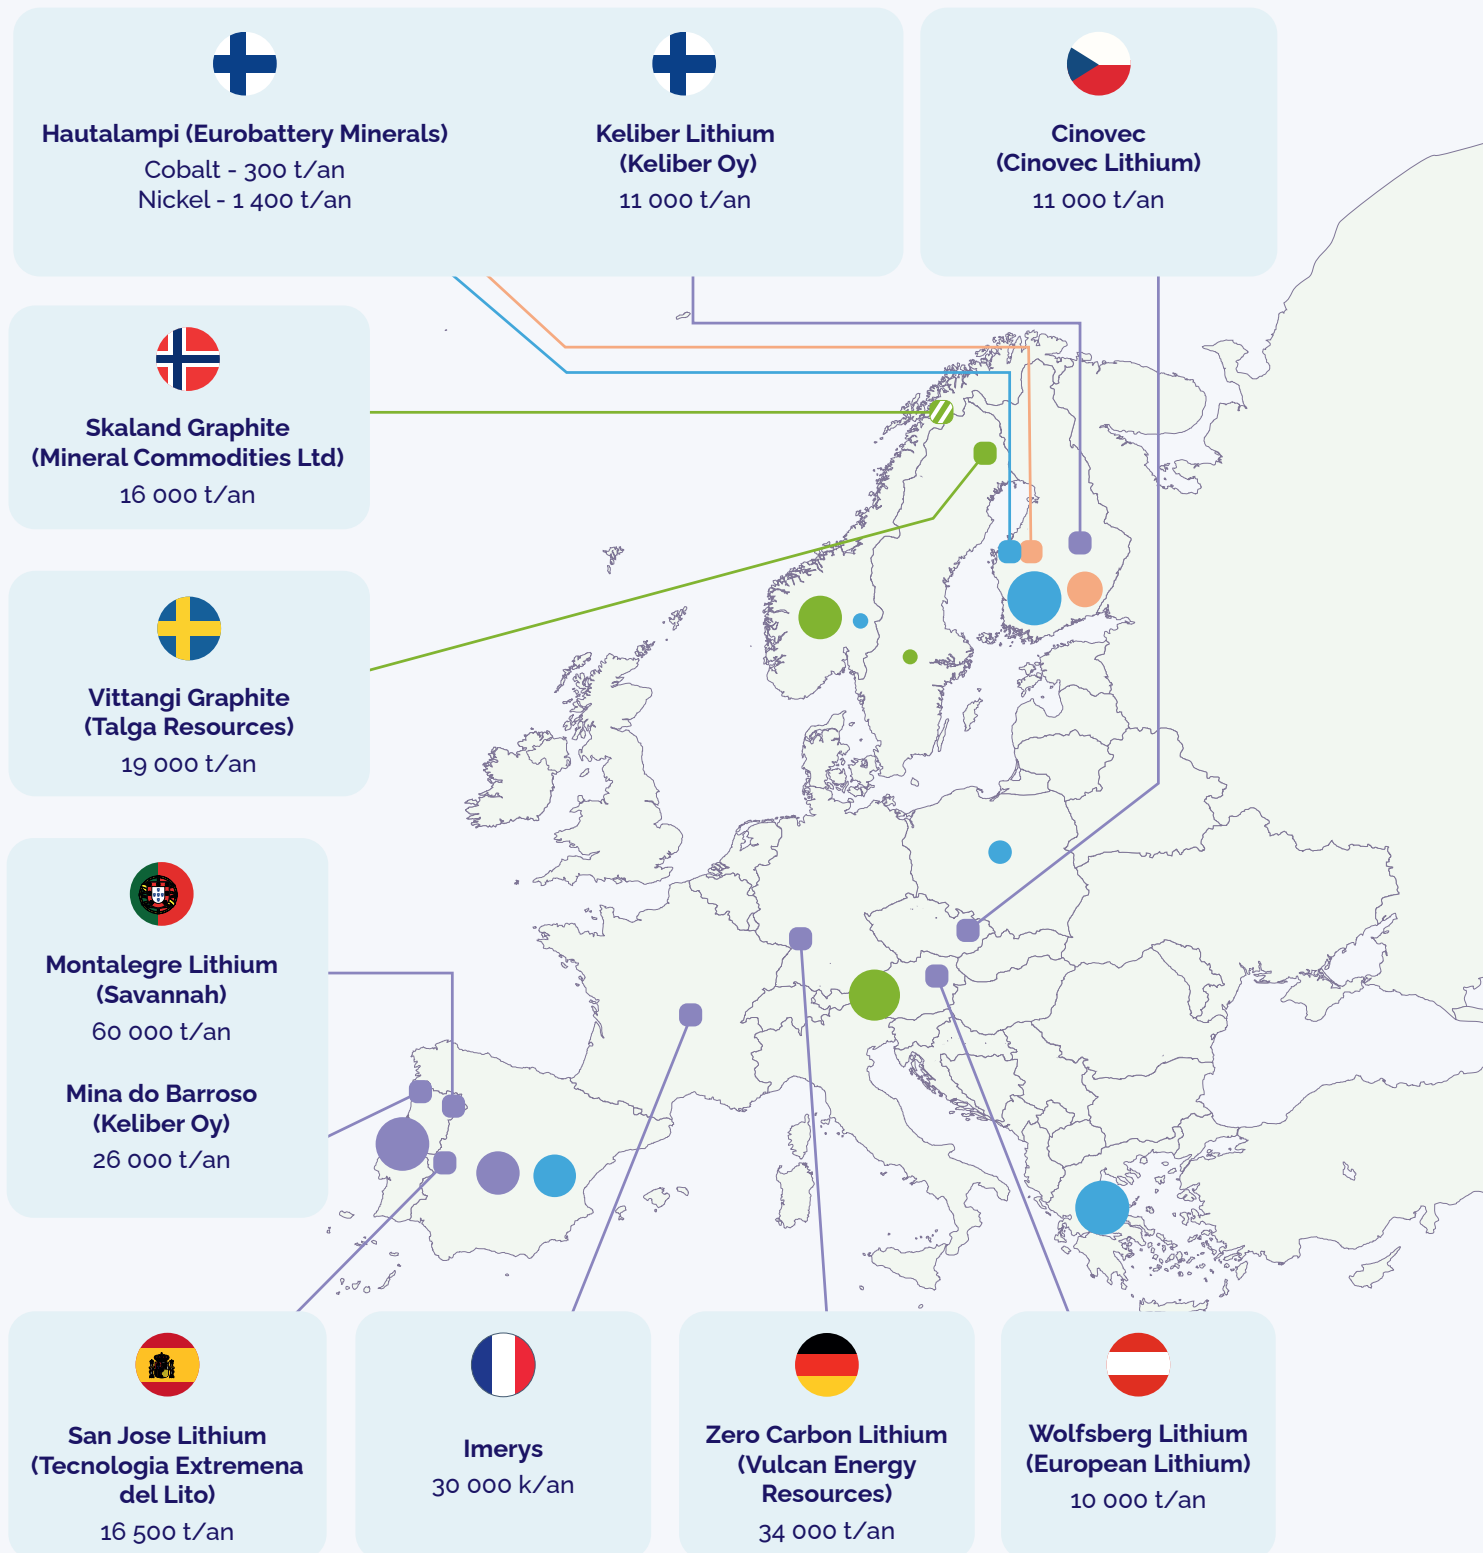 Hautalampi (Eurobattery Minerals)
Cobalt - 300 t/an
Nickel - 1 400 t/an
Keliber Lithium
(Keliber Oy)
11 000 t/an
Cinovec
(Cinovec Lithium)
11 000 t/an
Skaland Graphite
(Mineral Commodities Ltd)
16 000 t/an
Vittangi Graphite
(Talga Resources)
19 000 t/an
Montalegre Lithium
(Savannah)
60 000 t/an
Mina do Barroso
(Keliber Oy)
26 000 t/an
San Jose Lithium
(Tecnologia Extremena
del Lito)
16 500 t/an
Imerys
30 000 k/an
Zero Carbon Lithium
(Vulcan Energy
Resources)
34 000 t/an
Wolfsberg Lithium
(European Lithium)
10 000 t/an